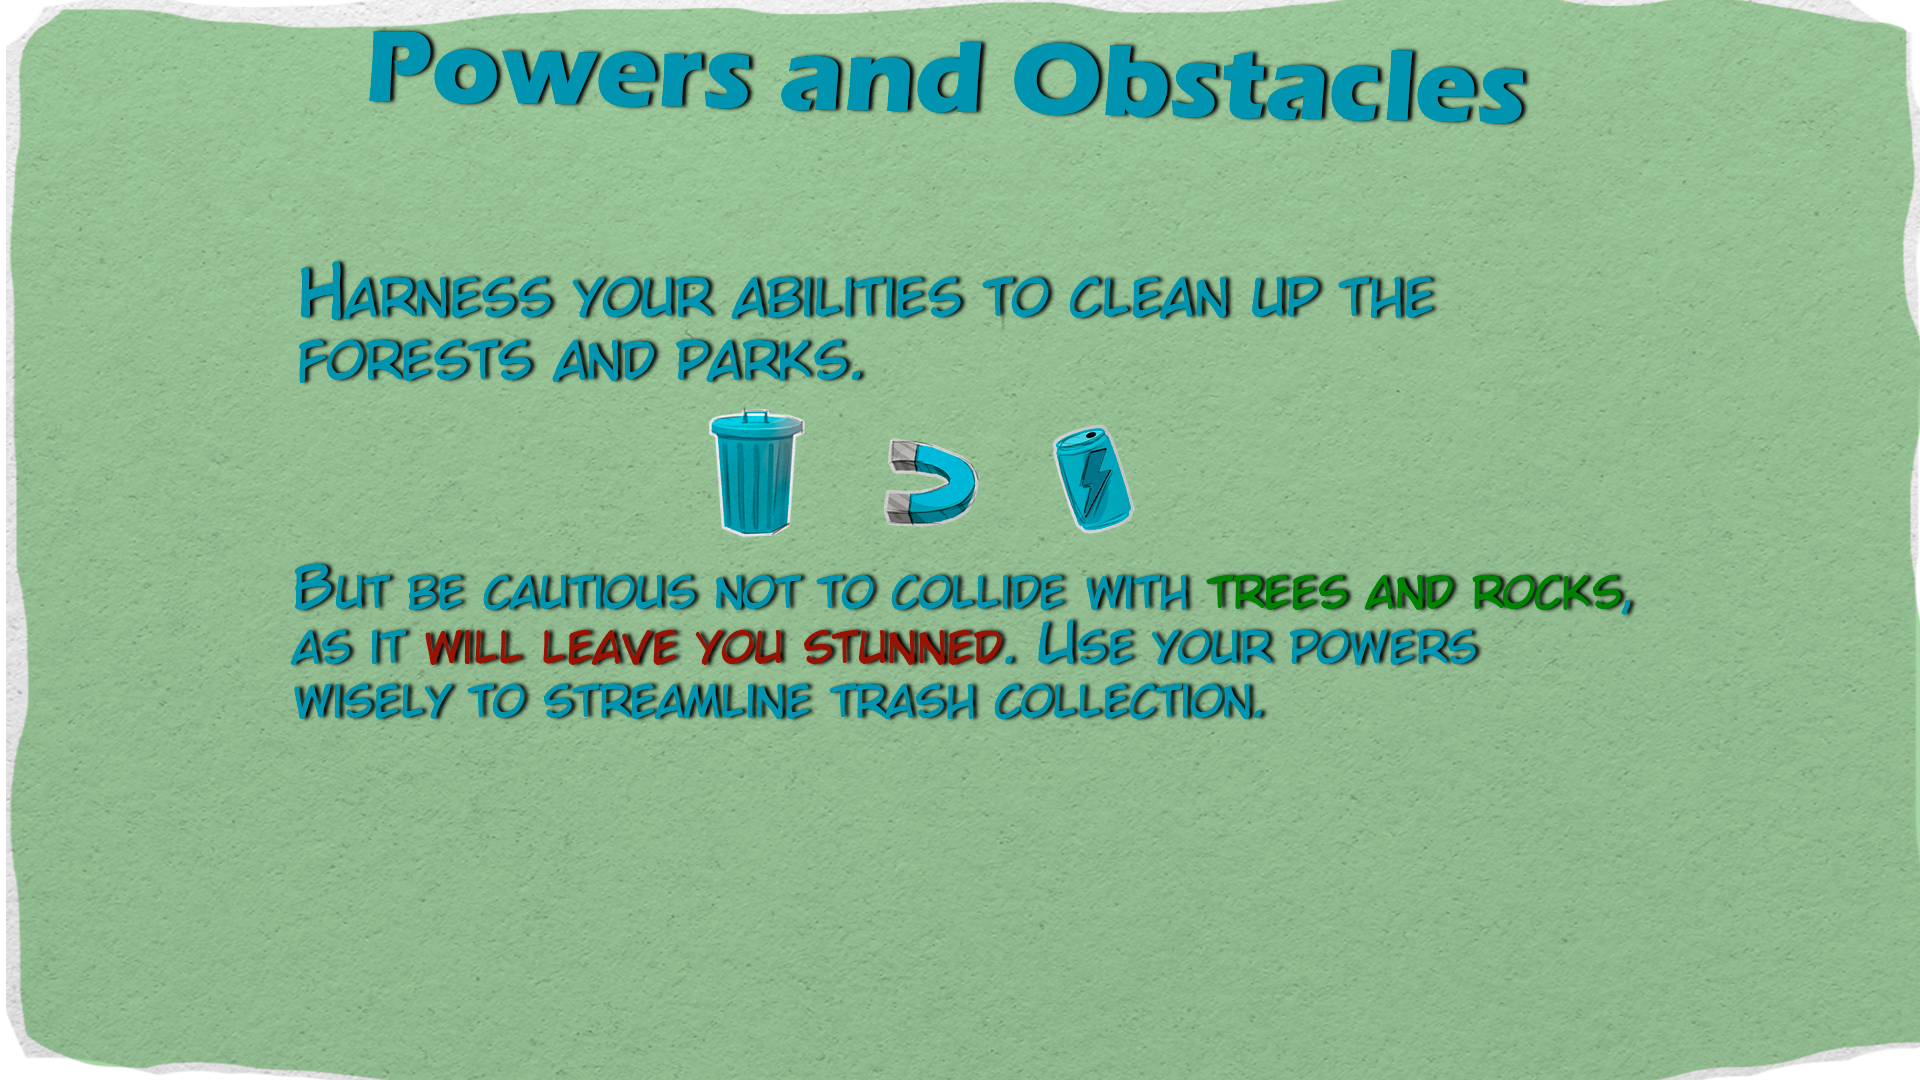 Powers and Obstacles
Harness your abilities to clean up the
forests and parks.
But be cautious not to collide with trees and rocks,
as it will leave you stunned. Use your powers
wisely to streamline trash collection.